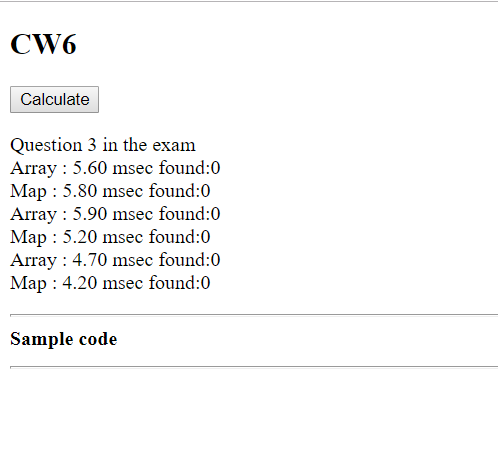 CW6
Calculate
Question 3 in the exam
Array : 5.60 msec found:0
Map : 5.80 msec found:0
Array : 5.90 msec found:0
Map : 5.20 msec found:0
Array : 4.70 msec found:0
Map : 4.20 msec found:0
Sample code